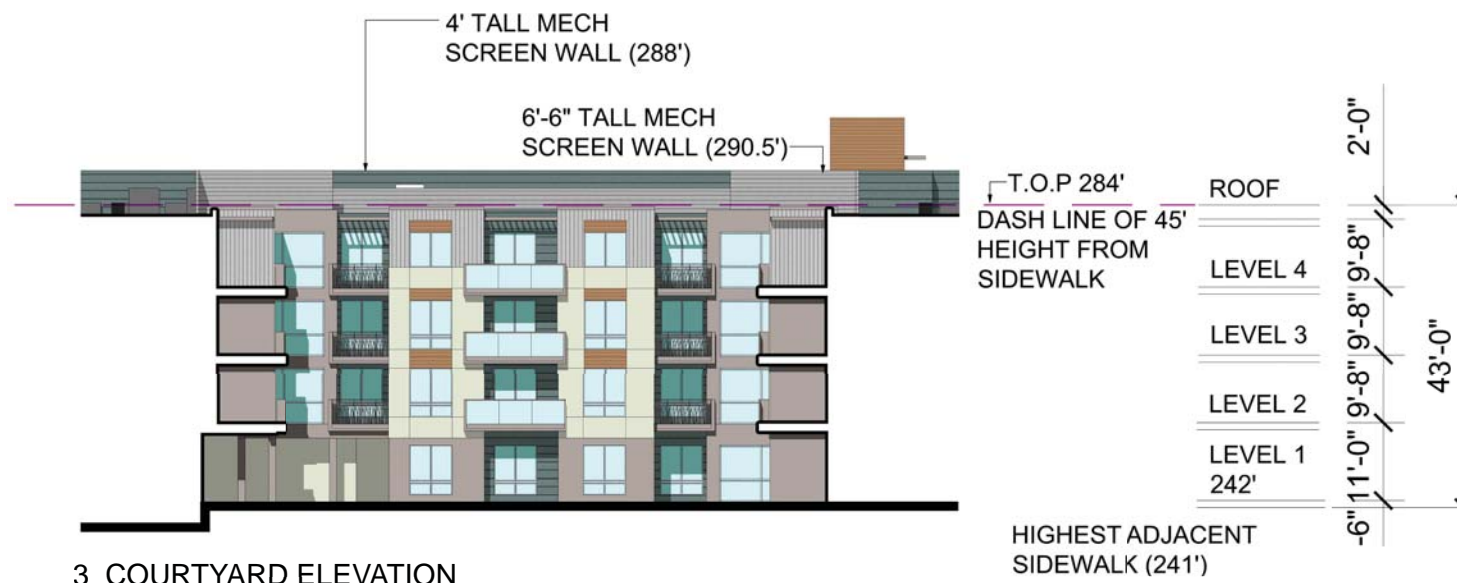 4' TALL MECH
SCREEN WALL (288')
6'-6" TALL MECH
SCREEN WALL (290.5')
T.O.P 284'
DASH LINE OF 45'
HEIGHT FROM
SIDEWALK
ROOF
LEVEL 4
LEVEL 3
LEVEL 2
LEVEL 1
242'
HIGHEST ADJACENT
SIDEWALK (241')
2'-0"
9'-8"
9'-8"
9'-8"
11'-0"
-6"
43'-0"
3 COURTYARD ELEVATION